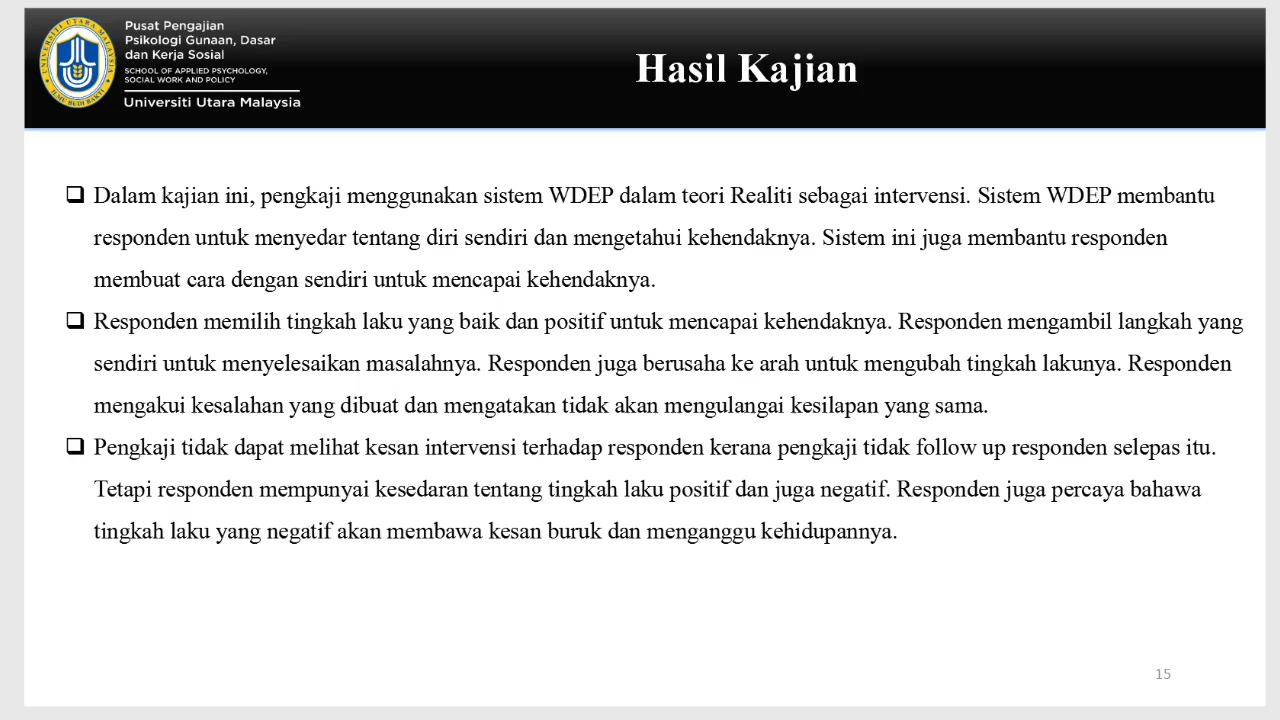 Pusat Pengajian
Psikologi Gunaan, Dasar
dan Kerja Sosial
SCHOOL OF APPLIED PSYCHOLOGY,
SOCIAL WORK AND POLICY
Universiti Utara Malaysia
UNIVERSITI UTARA MALAYSIA
ILMU BUDI BAKTI
Hasil Kajian
Dalam kajian ini, pengkaji menggunakan sistem WDEP dalam teori Realiti sebagai intervensi. Sistem WDEP membantu
responden untuk menyedar tentang diri sendiri dan mengetahui kehendaknya. Sistem ini juga membantu responden
membuat cara dengan sendiri untuk mencapai kehendaknya.
Responden memilih tingkah laku yang baik dan positif untuk mencapai kehendaknya. Responden mengambil langkah yang
sendiri untuk menyelesaikan masalahnya. Responden juga berusaha ke arah untuk mengubah tingkah lakunya. Responden
mengakui kesalahan yang dibuat dan mengatakan tidak akan mengulangai kesilapan yang sama.
Pengkaji tidak dapat melihat kesan intervensi terhadap responden kerana pengkaji tidak follow up responden selepas itu.
Tetapi responden mempunyai kesedaran tentang tingkah laku positif dan juga negatif. Responden juga percaya bahawa
tingkah laku yang negatif akan membawa kesan buruk dan menganggu kehidupannya.
15